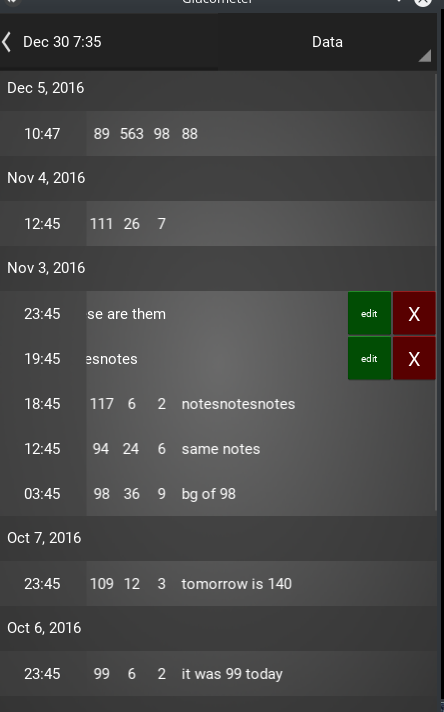 Glucometer
Dec 30 7:35 Data
Dec 5, 2016
10:47 89 563 98 88
Nov 4, 2016
12:45 111 26 7
Nov 3, 2016
23:45 se are them edit X
19:45 esnotes edit X
18:45 117 6 2 notesnotesnotes
12:45 94 24 6 same notes
03:45 98 36 9 bg of 98
Oct 7, 2016
23:45 109 12 3 tomorrow is 140
Oct 6, 2016
23:45 99 6 2 it was 99 today